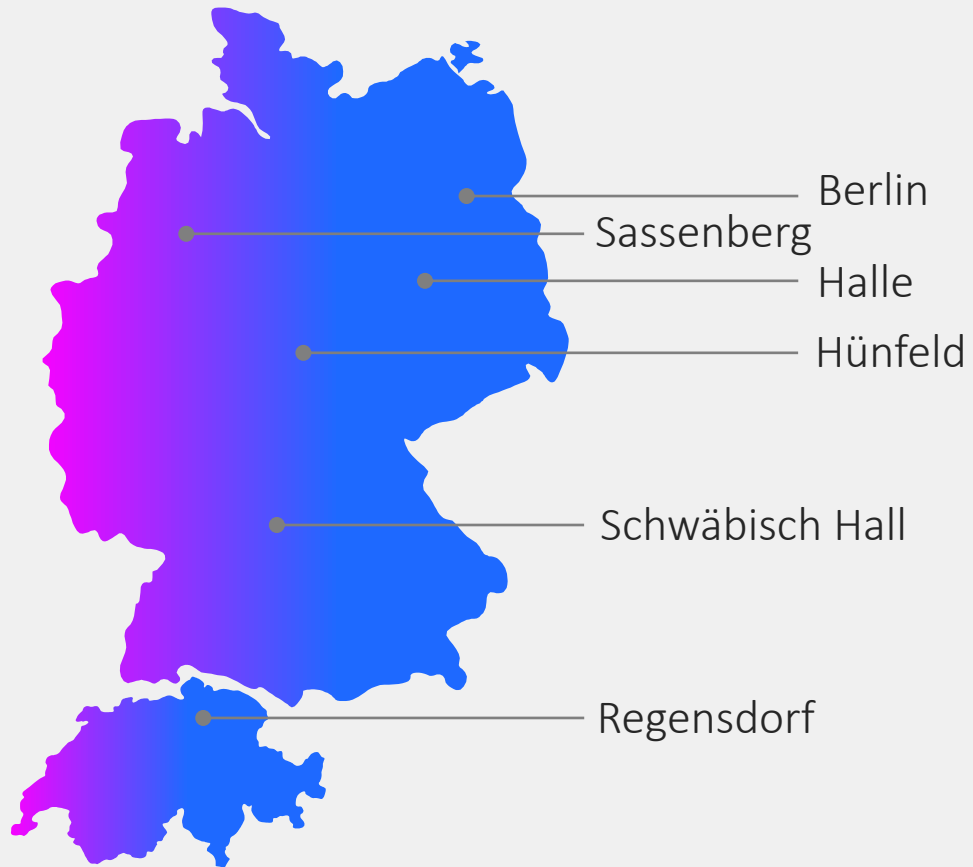 Berlin
Sassenberg
Halle
Hünfeld
Schwäbisch Hall
Regensdorf